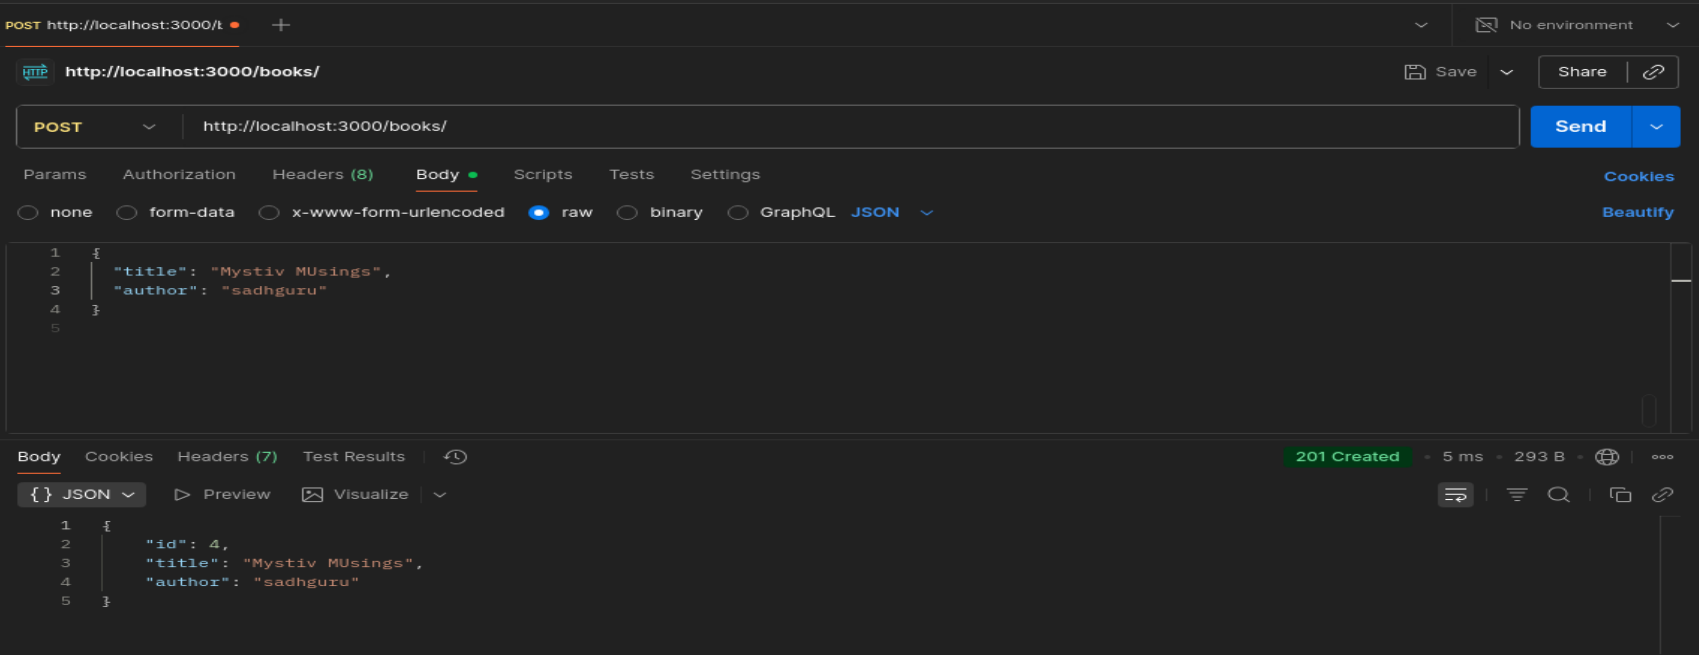 POST http://localhost:3000/b
No environment
HTTP http://localhost:3000/books/
Save
Share
POST http://localhost:3000/books/
Send
Params Authorization Headers (8) Body Scripts Tests Settings
Cookies
none form-data x-www-form-urlencoded raw binary GraphQL JSON
Beautify
1 {
2 "title": "Mystiv MUsings",
3 "author": "sadhguru"
4 }
5
Body Cookies Headers (7) Test Results
201 Created • 5 ms • 293 B •
{} JSON Preview Visualize
1 {
2 "id": 4,
3 "title": "Mystiv MUsings",
4 "author": "sadhguru"
5 }